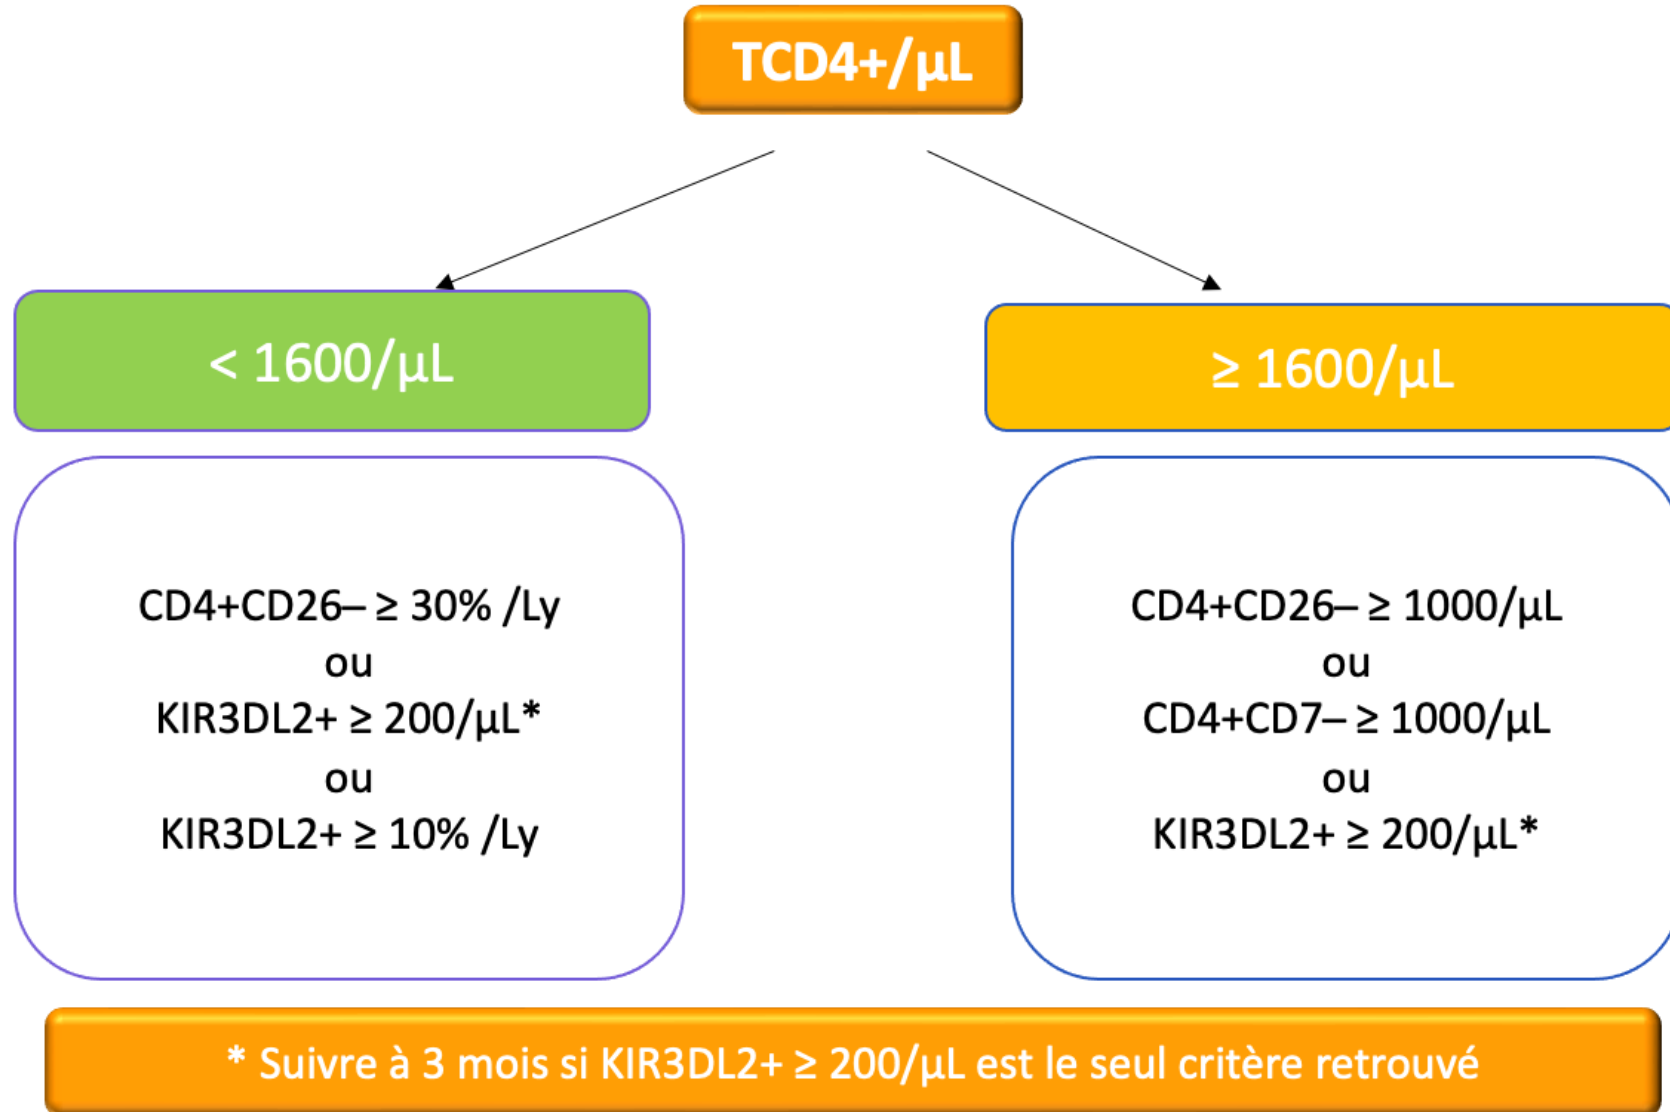 TCD4+/µL
< 1600/µL
≥ 1600/µL
CD4+CD26– ≥ 30% /Ly
ou
KIR3DL2+ ≥ 200/µL*
ou
KIR3DL2+ ≥ 10% /Ly
CD4+CD26– ≥ 1000/µL
ou
CD4+CD7– ≥ 1000/µL
ou
KIR3DL2+ ≥ 200/µL*
* Suivre à 3 mois si KIR3DL2+ ≥ 200/µL est le seul critère retrouvé